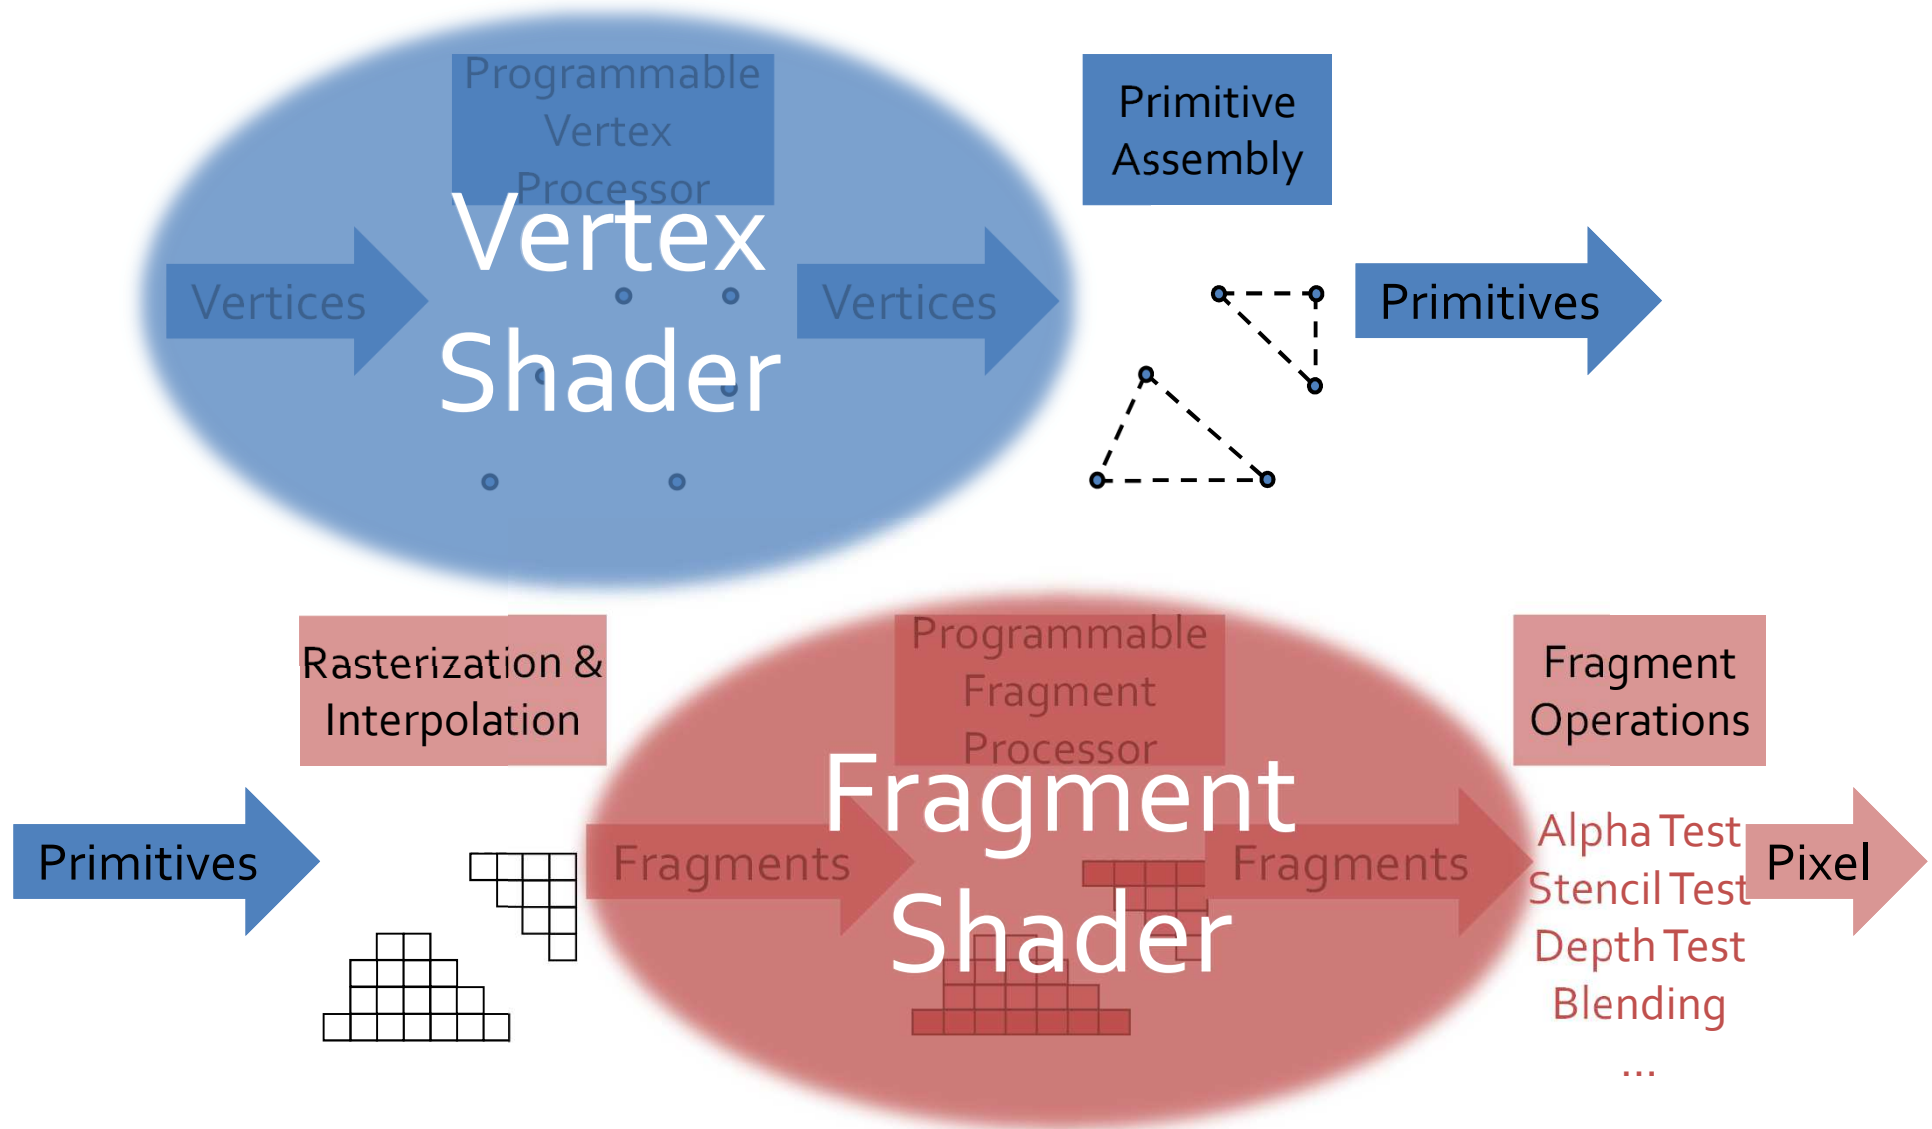 Programmable
Vertex
Processor
Vertex
Shader
Vertices
Vertices
Primitive
Assembly
Primitives
Rasterization &
Interpolation
Primitives
Programmable
Fragment
Processor
Fragment
Shader
Fragments
Fragments
Fragment
Operations
Alpha Test
Stencil Test
Depth Test
Blending
...
Pixel